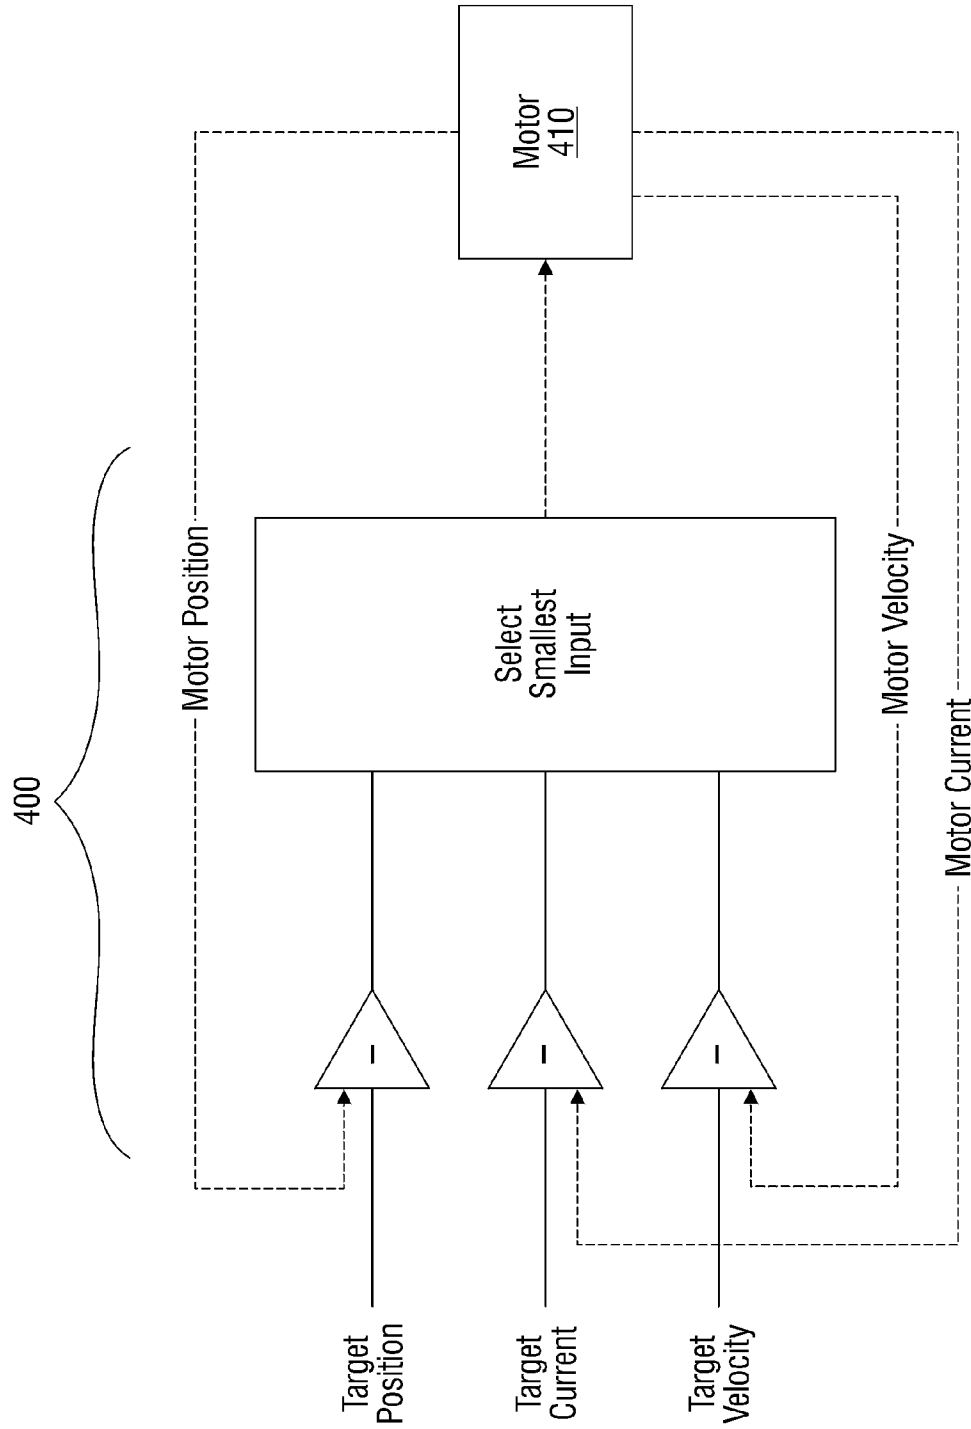 400
Motor Position
Motor
410
Select
Smallest
Input
Motor Velocity
Motor Current
Target
Position
Target
Current
Target
Velocity